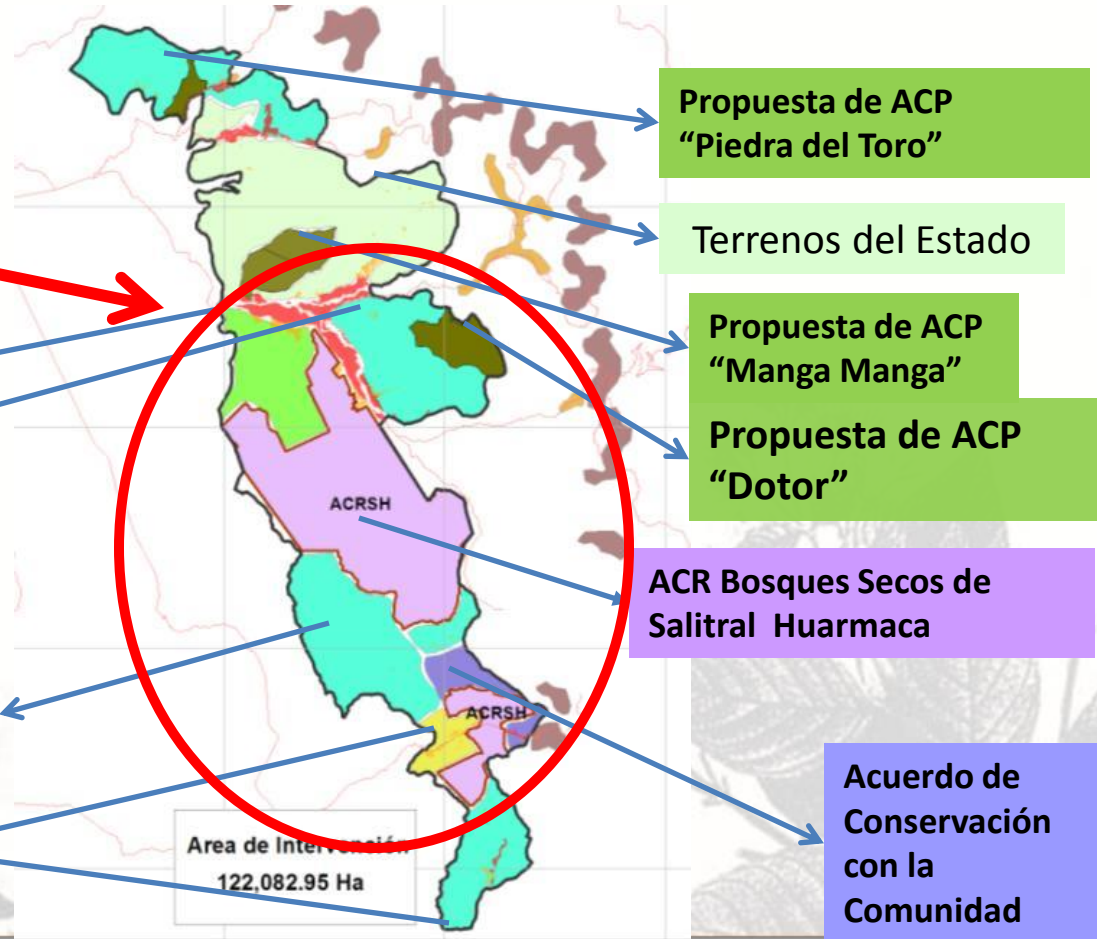 Propuesta de ACP
“Piedra del Toro”
Terrenos del Estado
Propuesta de ACP
“Manga Manga”
Propuesta de ACP
“Dotor”
ACRSH
ACR Bosques Secos de
Salitral Huarmaca
ACRSH
Acuerdo de
Conservación
con la
Comunidad
Area de Intervención
122,082.95 Ha